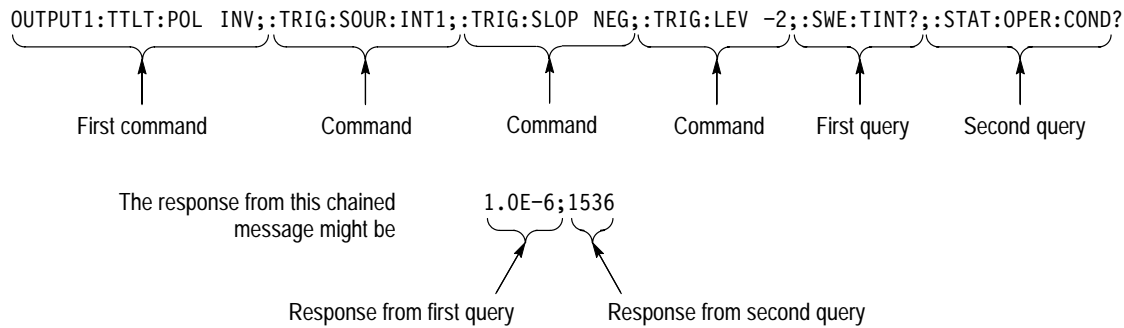 OUTPUT1:TTLT:POL INV;:TRIG:SOUR:INT1;:TRIG:SLOP NEG;:TRIG:LEV -2;:SWE:TINT?;:STAT:OPER:COND?
First command Command Command Command First query Second query
The response from this chained 1.0E-6;1536
message might be
Response from first query Response from second query